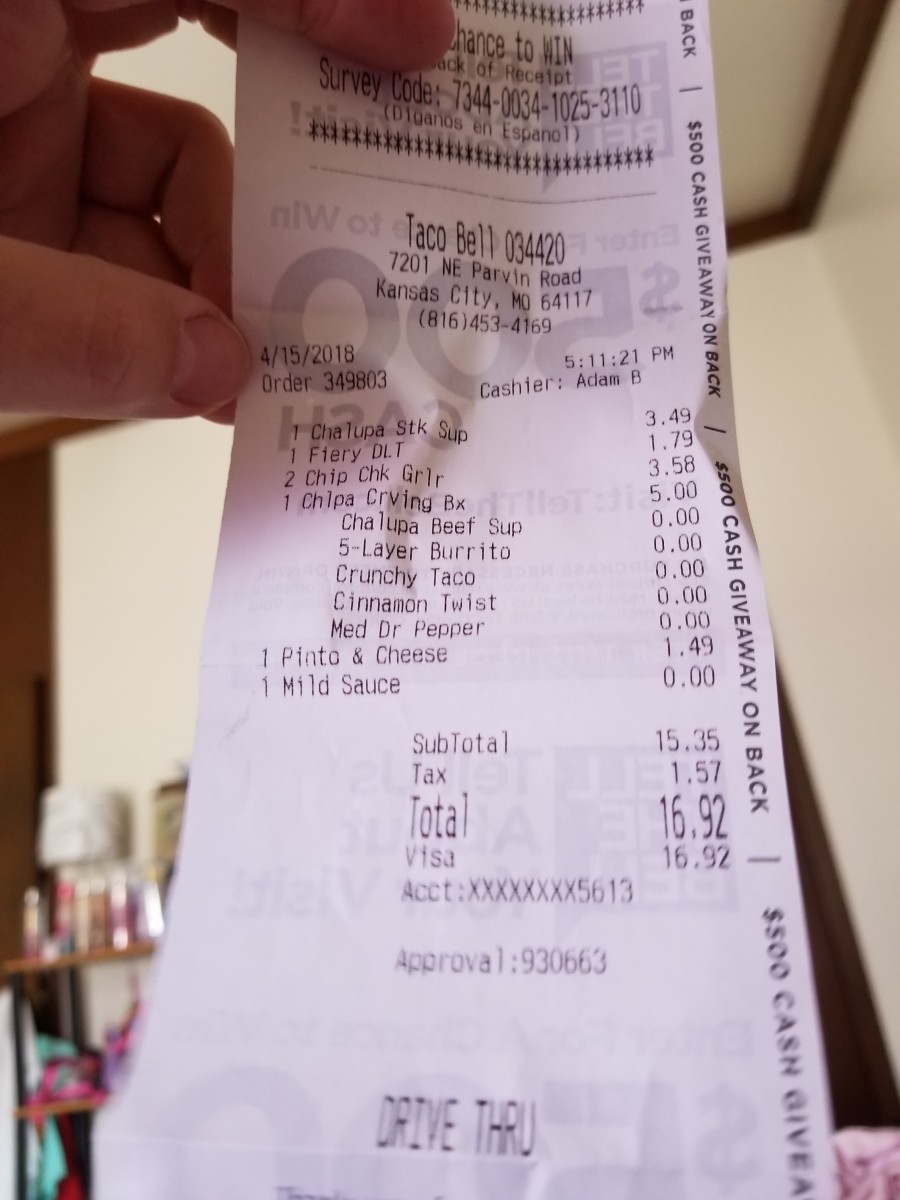 ****************************
Chance to WIN
Back of Receipt
Survey Code: 7344-0034-1025-3110
(Diganos en Espanol)
****************************
Taco Bell 034420
7201 NE Parvin Road
Kansas City, MO 64117
(816)453-4169
4/15/2018 5:11:21 PM
Order 349803 Cashier: Adam B
1 Chalupa Stk Sup 3.49
1 Fiery DLT 1.79
2 Chip Chk Grlr 3.58
1 Chlpa Crving Bx 5.00
Chalupa Beef Sup 0.00
5-Layer Burrito 0.00
Crunchy Taco 0.00
Cinnamon Twist 0.00
Med Dr Pepper 0.00
1 Pinto & Cheese 1.49
1 Mild Sauce 0.00
SubTotal 15.35
Tax 1.57
Total 16.92
Visa 16.92
Acct:XXXXXXXX5613
Approval:930663
DRIVE THRU
BACK | $500 CASH GIVEAWAY ON BACK | $500 CASH GIVEAWAY ON BACK | $500 CASH GIVEA